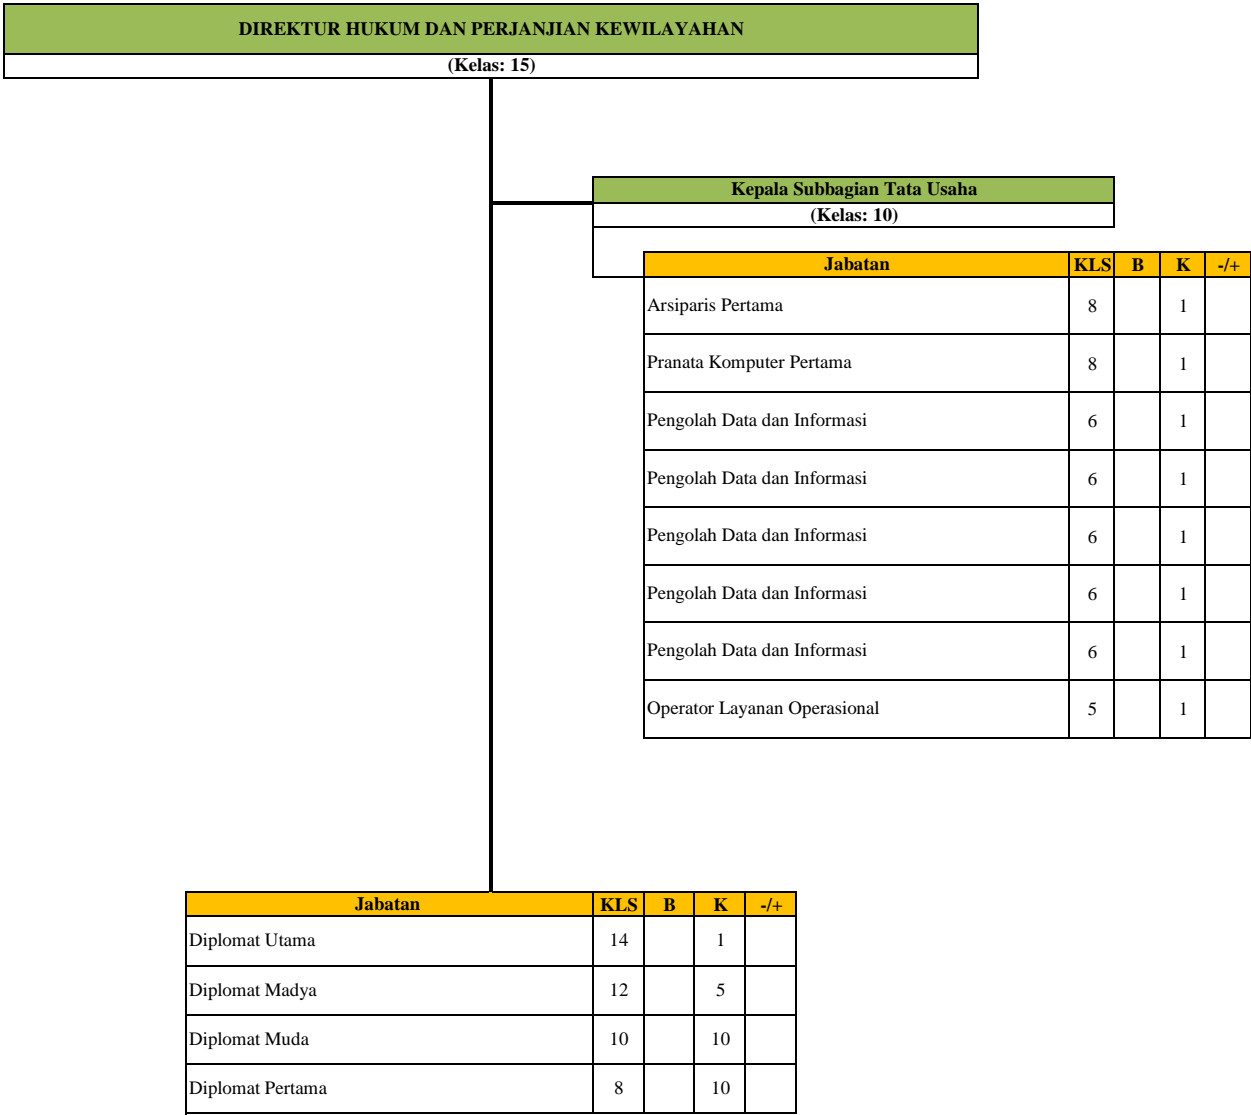 DIREKTUR HUKUM DAN PERJANJIAN KEWILAYAHAN
(Kelas: 15)
Kepala Subbagian Tata Usaha
(Kelas: 10)
Jabatan KLS B K -/+
Arsiparis Pertama 8 1
Pranata Komputer Pertama 8 1
Pengolah Data dan Informasi 6 1
Pengolah Data dan Informasi 6 1
Pengolah Data dan Informasi 6 1
Pengolah Data dan Informasi 6 1
Pengolah Data dan Informasi 6 1
Operator Layanan Operasional 5 1
Jabatan KLS B K -/+
Diplomat Utama 14 1
Diplomat Madya 12 5
Diplomat Muda 10 10
Diplomat Pertama 8 10